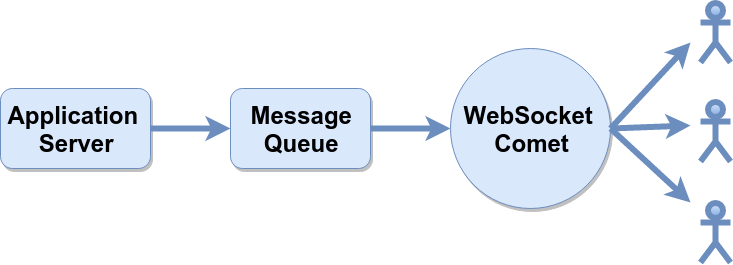 Application
Server
Message
Queue
WebSocket
Comet